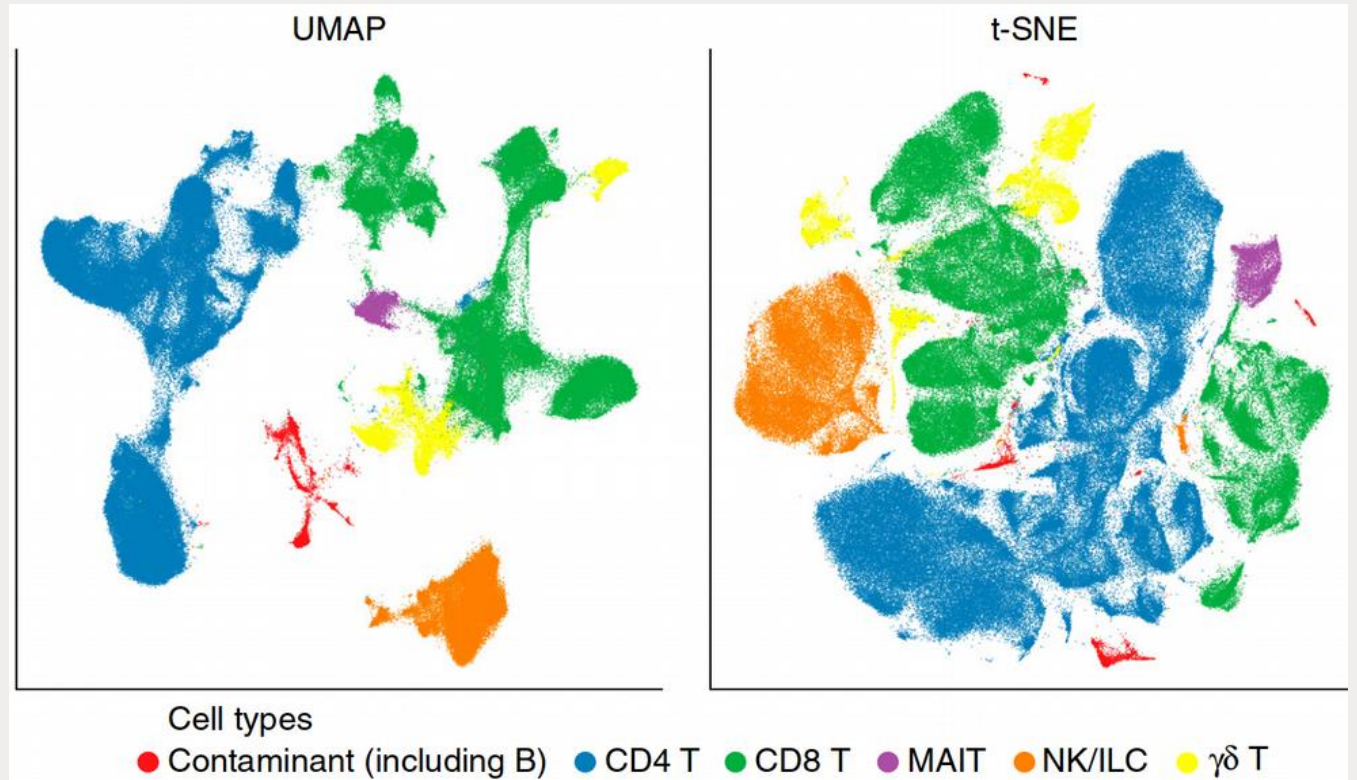 UMAP
t-SNE
Cell types
Contaminant (including B) CD4 T CD8 T MAIT NK/ILC γδ T